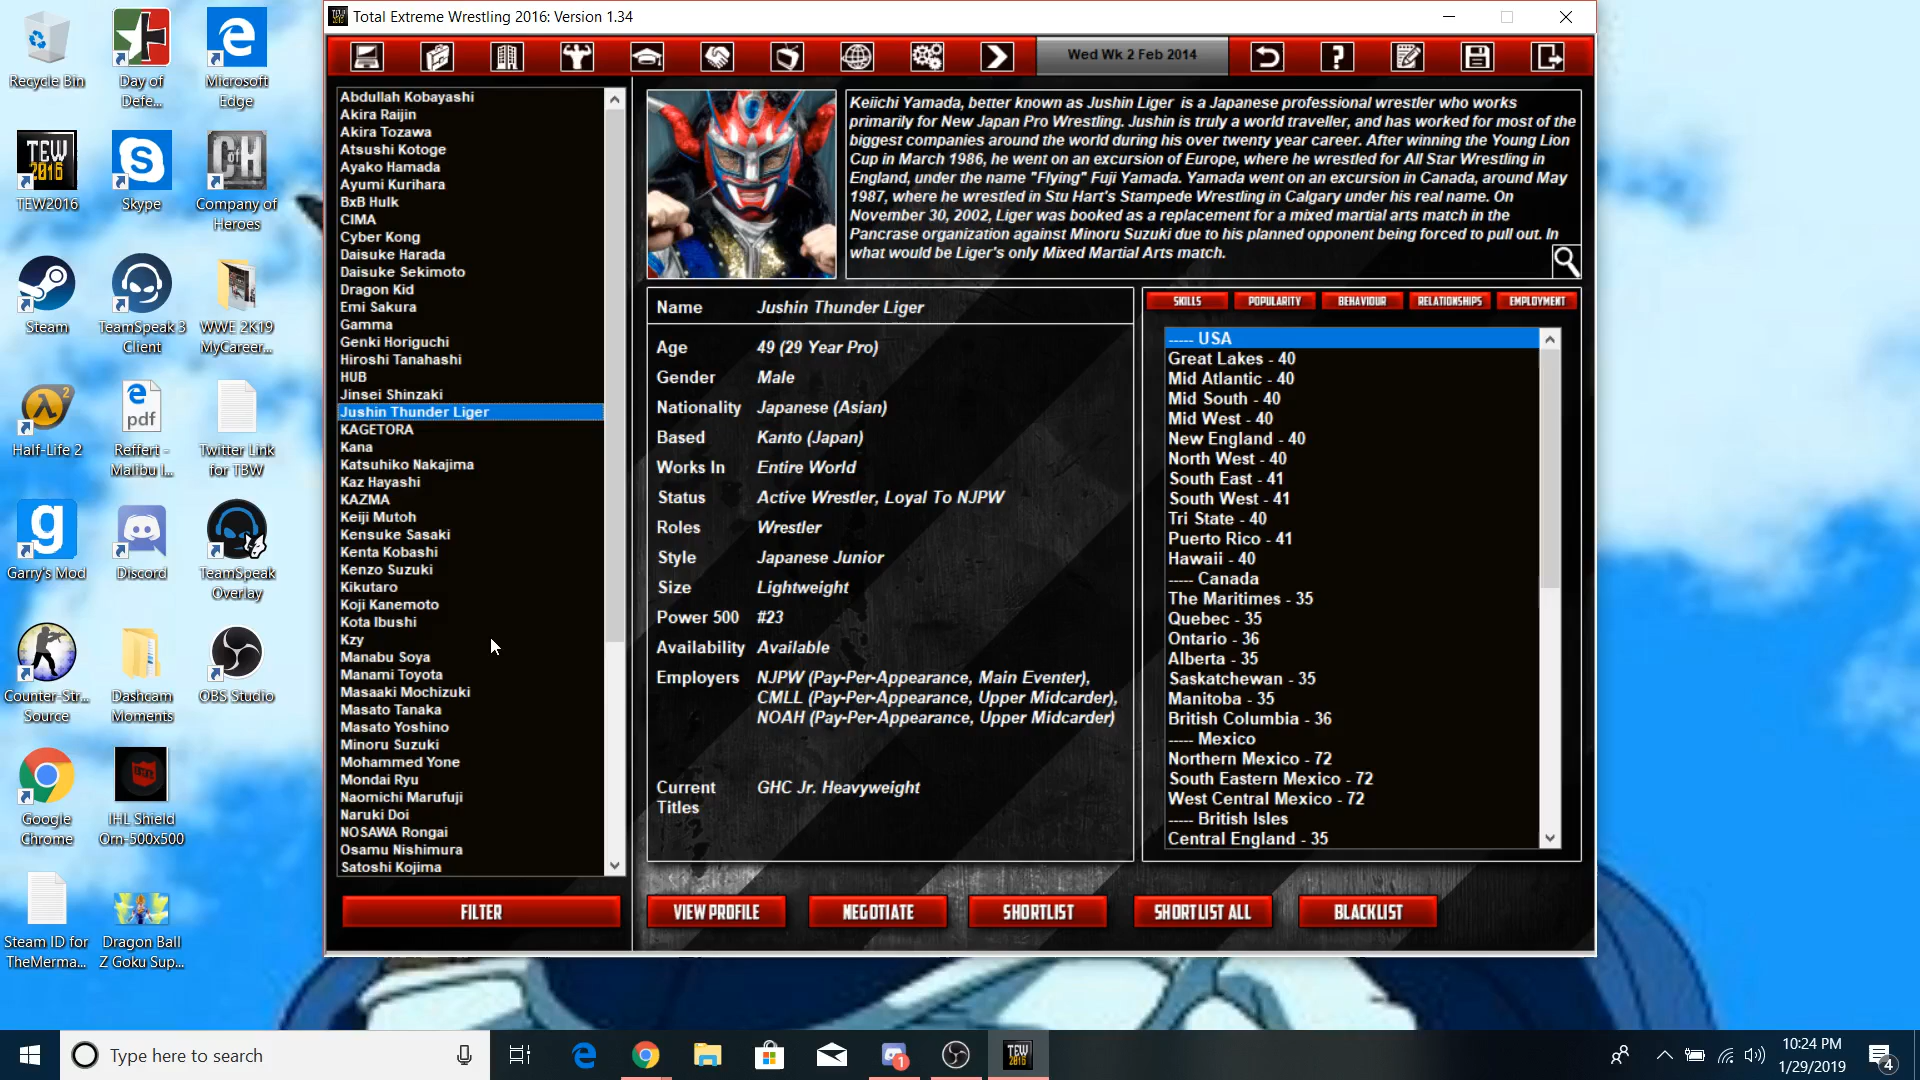 Total Extreme Wrestling 2016: Version 1.34
Wed Wk 2 Feb 2014
Recycle Bin
Day of
Defe...
Microsoft
Edge
TEW
2016
TEW2016
Skype
Company of
Heroes
Steam
TeamSpeak 3
Client
WWE 2K19
MyCareer...
Half-Life 2
pdf
Reffert -
Malibu I...
Twitter Link
for TBW
Garry's Mod
Discord
TeamSpeak
Overlay
Counter-Str...
Source
Dashcam
Moments
OBS Studio
Google
Chrome
IHL Shield
Orn-500x500
Steam ID for
TheMerma...
Dragon Ball
Z Goku Sup...
Abdullah Kobayashi
Akira Raijin
Akira Tozawa
Atsushi Kotoge
Ayako Hamada
Ayumi Kurihara
BxB Hulk
CIMA
Cyber Kong
Daisuke Harada
Daisuke Sekimoto
Dragon Kid
Emi Sakura
Gamma
Genki Horiguchi
Hiroshi Tanahashi
HUB
Jinsei Shinzaki
Jushin Thunder Liger
KAGETORA
Kana
Katsuhiko Nakajima
Kaz Hayashi
KAZMA
Keiji Mutoh
Kensuke Sasaki
Kenta Kobashi
Kenzo Suzuki
Kikutaro
Koji Kanemoto
Kota Ibushi
Kzy
Manabu Soya
Manami Toyota
Masaaki Mochizuki
Masato Tanaka
Masato Yoshino
Minoru Suzuki
Mohammed Yone
Mondai Ryu
Naomichi Marufuji
Naruki Doi
NOSAWA Rongai
Osamu Nishimura
Satoshi Kojima
FILTER
Keiichi Yamada, better known as Jushin Liger is a Japanese professional wrestler who works
primarily for New Japan Pro Wrestling. Jushin is truly a world traveller, and has worked for most of the
biggest companies around the world during his over twenty year career. After winning the Young Lion
Cup in March 1986, he went on an excursion of Europe, where he wrestled for All Star Wrestling in
England, under the name "Flying" Fuji Yamada. Yamada went on an excursion in Canada, around May
1987, where he wrestled in Stu Hart's Stampede Wrestling in Calgary under his real name. On
November 30, 2002, Liger was booked as a replacement for a mixed martial arts match in the
Pancrase organization against Minoru Suzuki due to his planned opponent being forced to pull out. In
what would be Liger's only Mixed Martial Arts match.
Name Jushin Thunder Liger
Age 49 (29 Year Pro)
Gender Male
Nationality Japanese (Asian)
Based Kanto (Japan)
Works In Entire World
Status Active Wrestler, Loyal To NJPW
Roles Wrestler
Style Japanese Junior
Size Lightweight
Power 500 #23
Availability Available
Employers NJPW (Pay-Per-Appearance, Main Eventer),
CMLL (Pay-Per-Appearance, Upper Midcarder),
NOAH (Pay-Per-Appearance, Upper Midcarder)
Current GHC Jr. Heavyweight
Titles
SKILLS POPULARITY BEHAVIOUR RELATIONSHIPS EMPLOYMENT
----- USA
Great Lakes - 40
Mid Atlantic - 40
Mid South - 40
Mid West - 40
New England - 40
North West - 40
South East - 41
South West - 41
Tri State - 40
Puerto Rico - 41
Hawaii - 40
----- Canada
The Maritimes - 35
Quebec - 35
Ontario - 36
Alberta - 35
Saskatchewan - 35
Manitoba - 35
British Columbia - 36
----- Mexico
Northern Mexico - 72
South Eastern Mexico - 72
West Central Mexico - 72
----- British Isles
Central England - 35
VIEW PROFILE NEGOTIATE SHORTLIST SHORTLIST ALL BLACKLIST
Type here to search
1
TEW
2016
10:24 PM
1/29/2019
4